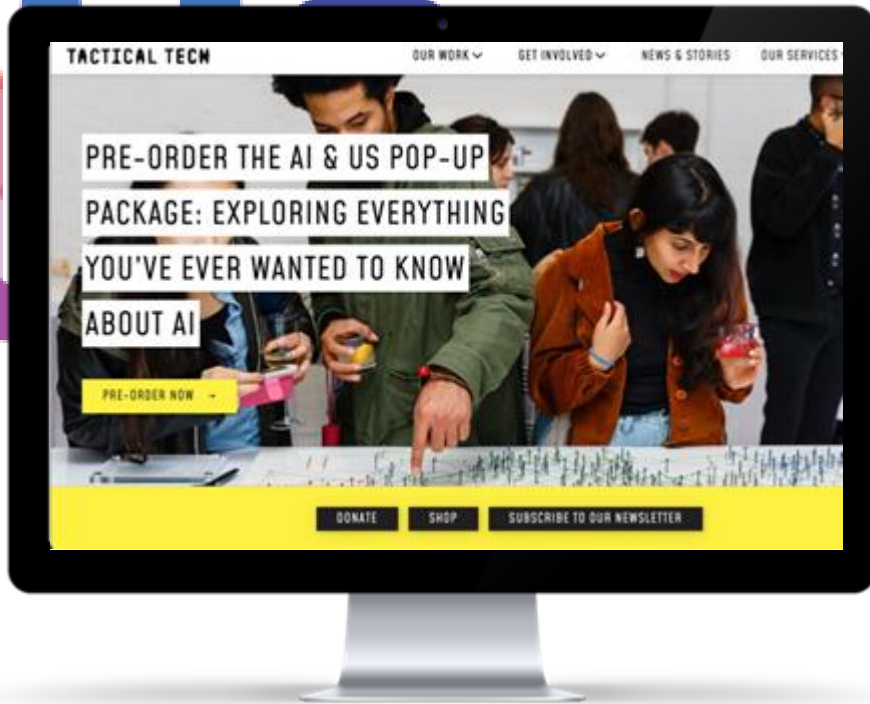 TACTICAL TECH
OUR WORK GET INVOLVED NEWS & STORIES OUR SERVICES
PRE-ORDER THE AI & US POP-UP
PACKAGE: EXPLORING EVERYTHING
YOU'VE EVER WANTED TO KNOW
ABOUT AI
PRE-ORDER NOW →
DONATE SHOP SUBSCRIBE TO OUR NEWSLETTER